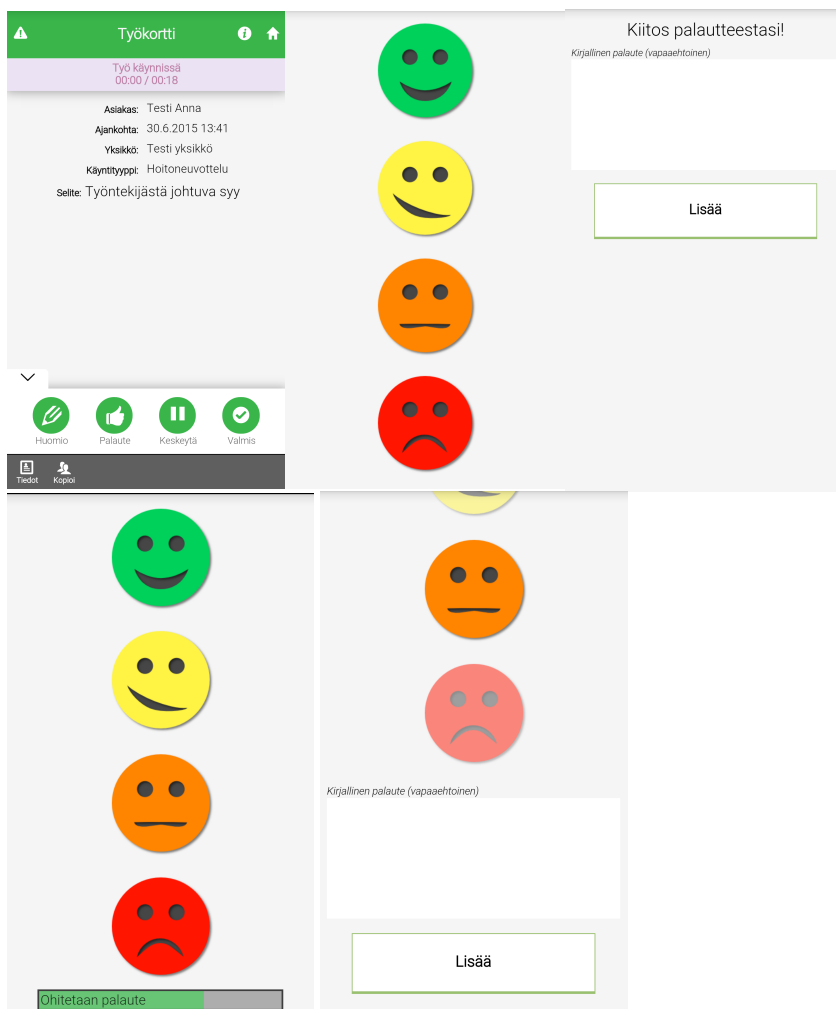 Työkortti
Työ käynnissä
00:00 / 00:18
Asiakas: Testi Anna
Ajankohta: 30.6.2015 13:41
Yksikkö: Testi yksikkö
Käyntityyppi: Hoitoneuvottelu
Selite: Työntekijästä johtuva syy
Huomio Palaute Keskeytä Valmis
Tiedot Kopioi
Kiitos palautteestasi!
Kirjallinen palaute (vapaaehtoinen)
Lisää
Ohitetaan palaute
Kirjallinen palaute (vapaaehtoinen)
Lisää